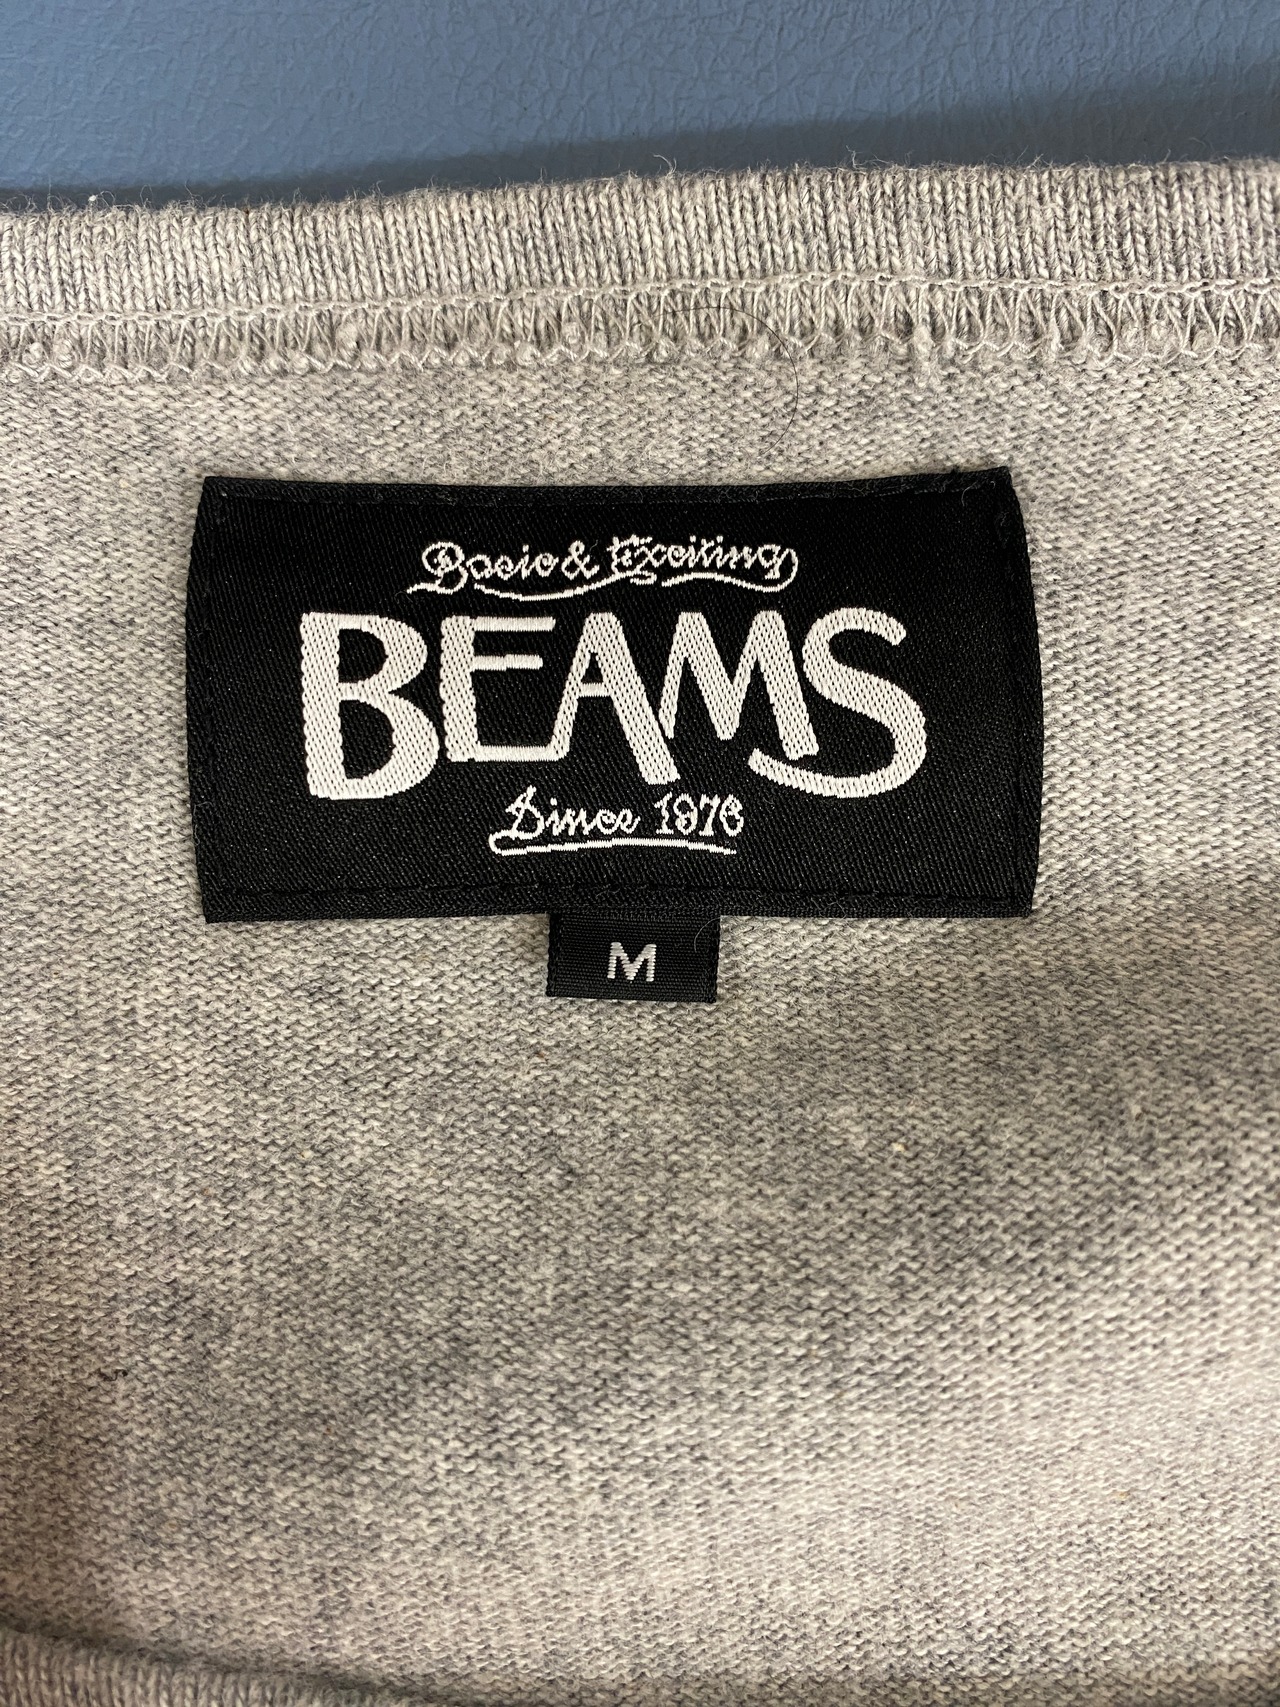 Basic & Exciting
BEAMS
Since 1976
M